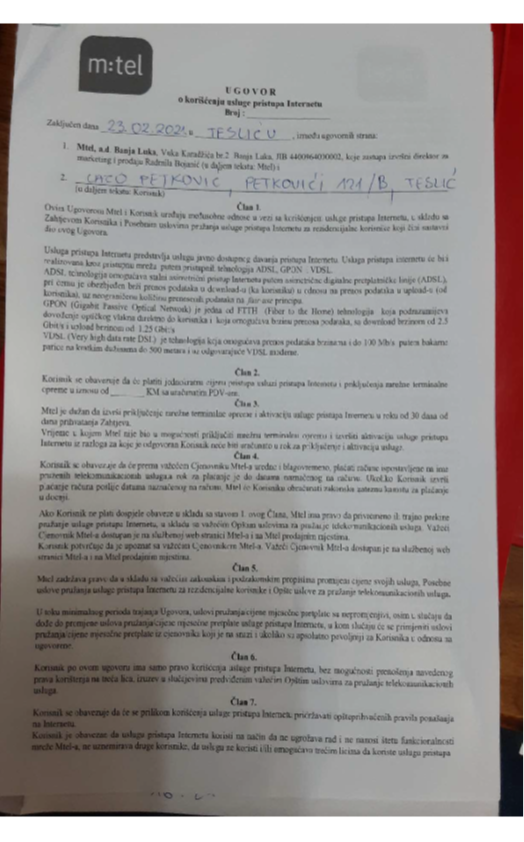 m:tel
UGOVOR
o korišćenju usluge pristupa Internetu
Broj :
Zaključen dana 23.02.2021 u TESLIĆU, između ugovornih strana:
1. Mtel, a.d. Banja Luka, Vuka Karadžića br.2 Banja Luka, JIB koje zastupa izvršni direktor za
marketing i prodaju Radmila Bojanić (u daljem tekstu: Mtel) i
2. PETKOVIĆ, PETKOVIĆI 121/B, TESLIĆ
(u daljem tekstu: Korisnik)
Član 1.
Ovim Ugovorom Mtel i Korisnik uređuju međusobne odnose u vezi sa korišćenjem usluge pristupa Internetu, u skladu sa
Zahtjevom Korisnika i Posebnim uslovima pružanja usluge pristupa Internetu za rezidencijalne korisnike koji čini sastavni
dio ovog Ugovora.
Usluga pristupa Internetu predstavlja uslugu javno dostupnog davanja pristupa Internetu. Usluga pristupa internetu će biti
realizovana kroz pristupnu mrežu putem pristupnih tehnologija ADSL, GPON i VDSL.
ADSL tehnologija omogućava stalni univerzalni pristup Internetu putem asimetrične digitalne pretplatničke linije (ADSL),
pri čemu je obezbjeđen brži prenos podataka u download-u (ka korisniku) u odnosu na prenos podataka u upload-u (od
korisnika), uz neograničenu količinu prenesenih podataka na fair use principu.
GPON (Gigabit Passive Optical Network) je jedna od FTTH (Fiber to the Home) tehnologija koja podrazumijeva
dovođenje optičkog vlakna direktno do korisnika i koja omogućava brzinu prenosa podataka, sa download brzinom od 2.5
Gbit/s i upload brzinom od 1.25 Gbit/s
VDSL (Very high data rate DSL) je tehnologija koja omogućava prenos podataka brzinama i do 100 Mb/s putem bakarne
parice na kratkim dužinama do 500 metara i uz odgovarajuće VDSL modeme.
Član 2.
Korisnik se obavezuje da će platiti jednokratnu cijenu pristupa usluzi pristupa Interneta i priključenja mrežne terminalne
opreme u iznosu od KM sa uračunatim PDV-om.
Član 3.
Mtel je dužan da izvrši priključenje mrežne terminalne opreme i aktivaciju usluge pristupa Internetu u roku od 30 dana od
dana prihvatanja Zahtjeva.
Vrijeme u kojem Mtel nije bio u mogućnosti priključiti mrežnu terminalnu opremu i izvršiti aktivaciju usluge pristupa
Internetu iz razloga za koje je odgovoran Korisnik neće biti uračunato u rok za priključenje i aktivaciju usluge.
Član 4.
Korisnik se obavezuje da će prema važećem Cjenovniku Mtel-a uredno i blagovremeno, plaćati račune ispostavljene na ime
pruženih telekomunikacionih usluga a rok za plaćanje je do datuma naznačenog na računu. Ukoliko Korisnik izvrši
plaćanje računa poslije datuma naznačenog na računu, Mtel će Korisniku obračunati zakonsku zateznu kamatu za plaćanje
u docnji.
Ako Korisnik ne plati dospjele obaveze u skladu sa stavom 1. ovog Člana, Mtel ima pravo da privremeno ili trajno prekine
pružanje usluge pristupa Internetu, u skladu sa važećim Opštim uslovima za pružanje telekomunikacionih usluga. Važeći
Cjenovnik Mtel-a dostupan je na službenoj web stranici Mtel-a i na Mtel prodajnim mjestima.
Korisnik potvrđuje da je upoznat sa važećim Cjenovnikom Mtel-a. Važeći Cjenovnik Mtel-a dostupan je na službenoj web
stranici Mtel-a i na Mtel prodajnim mjestima.
Član 5.
Mtel zadržava pravo da u skladu sa važećim zakonskim i podzakonskim propisima promijeni cijene svojih usluga, Posebne
uslove pružanja usluge pristupa Internetu za rezidencijalne korisnike i Opšte uslove za pružanje telekomunikacionih usluga.
U toku minimalnog perioda trajanja Ugovora, uslovi pružanja/cijene mjesečne pretplate su nepromjenjivi, osim u slučaju da
dođe do promjene uslova pružanja/cijene mjesečne pretplate usluge pristupa Internetu, u kom slučaju će se primijeniti uslovi
pružanja/cijene mjesečne pretplate iz cjenovnika koji je na snazi i ukoliko su apsolutno povoljniji za Korisnika u odnosu na
ugovorene.
Član 6.
Korisnik po ovom ugovoru ima samo pravo korišćenja usluge pristupa Internetu, bez mogućnosti prenošenja navedenog
prava korištenja na treća lica, izuzev u slučajevima predviđenim važećim Opštim uslovima za pružanje telekomunikacionih
usluga.
Član 7.
Korisnik se obavezuje da će se prilikom korišćenja usluge pristupa Internetu pridržavati opšteprihvaćenih pravila ponašanja
na Internetu.
Korisnik je obavezan da uslugu pristupa Internetu koristi na način da ne ugrožava rad i ne nanosi štetu funkcionalnosti
mreže Mtel-a, ne uznemirava druge korisnike, da uslugu ne koristi i/ili omogućava trećim licima da koriste uslugu pristupa